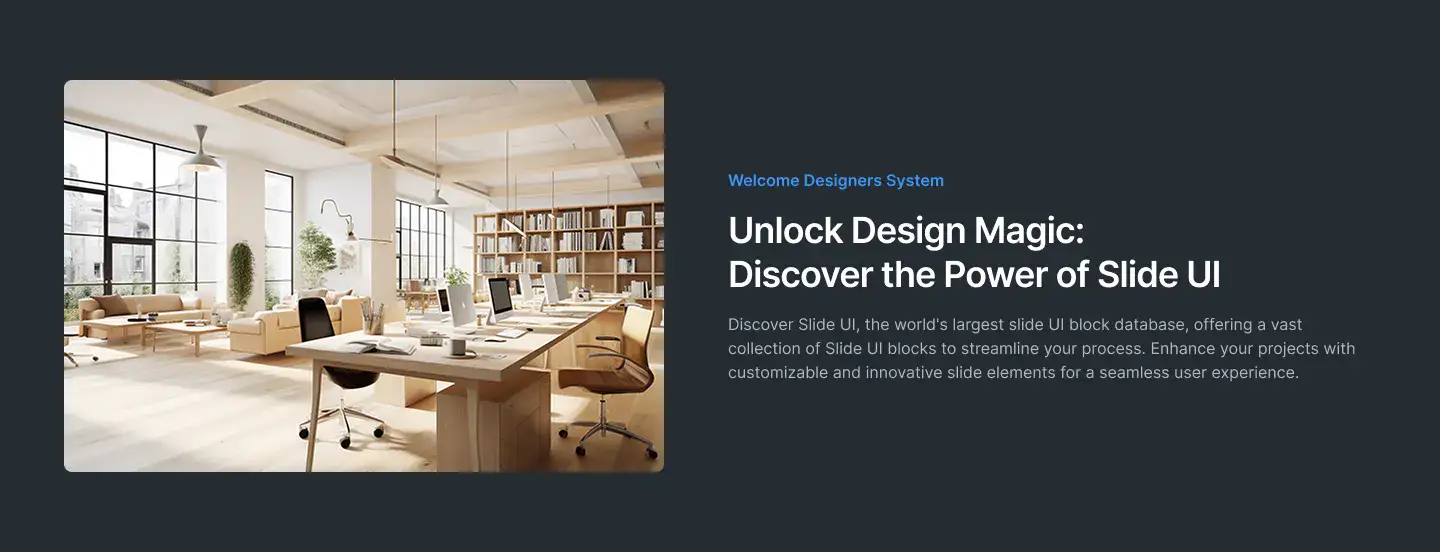 Welcome Designers System
Unlock Design Magic:
Discover the Power of Slide UI
Discover Slide UI, the world's largest slide UI block database, offering a vast
collection of Slide UI blocks to streamline your process. Enhance your projects with
customizable and innovative slide elements for a seamless user experience.